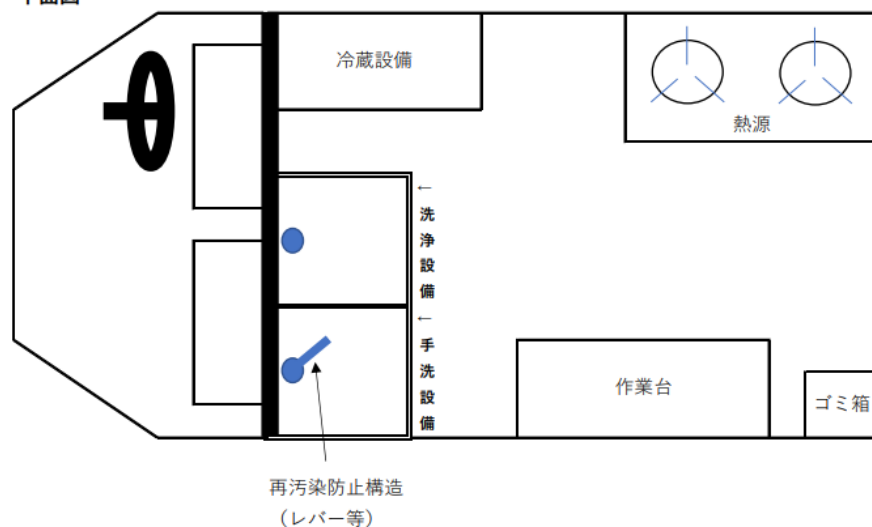 平面図
冷蔵設備
熱源
←洗浄設備
←手洗設備
作業台
ゴミ箱
再汚染防止構造
（レバー等）